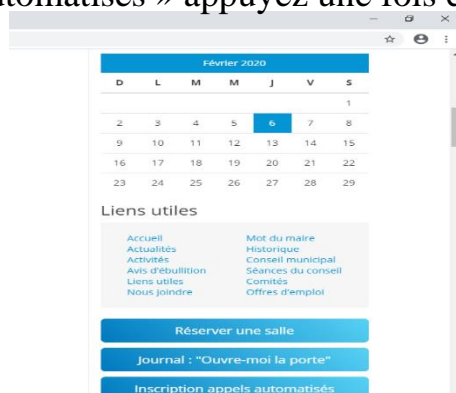 tomatisés » appuyez une fois
Février 2020
D L M M J V S
1
2 3 4 5 6 7 8
9 10 11 12 13 14 15
16 17 18 19 20 21 22
23 24 25 26 27 28 29
Liens utiles
Accueil
Actualités
Activités
Avis d'ébullition
Liens utiles
Nous joindre
Mot du maire
Historique
Conseil municipal
Séances du conseil
Comités
Offres d'emploi
Réserver une salle
Journal : "Ouvre-moi la porte"
Inscription appels automatisés